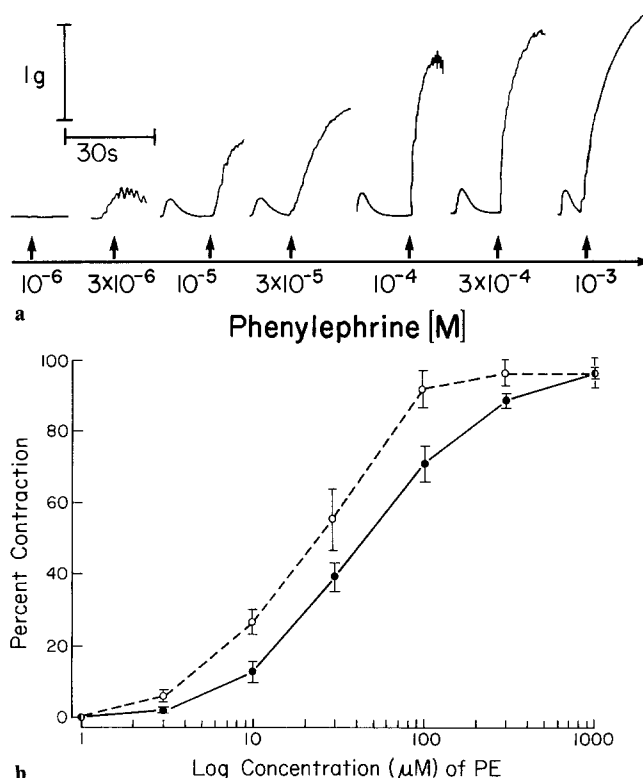 1g
30s
10⁻⁶ 3x10⁻⁶ 10⁻⁵ 3x10⁻⁵ 10⁻⁴ 3x10⁻⁴ 10⁻³
a
Phenylephrine [M]
100
80
60
40
20
0
Percent Contraction
1 10 100 1000
b
Log Concentration (μM) of PE